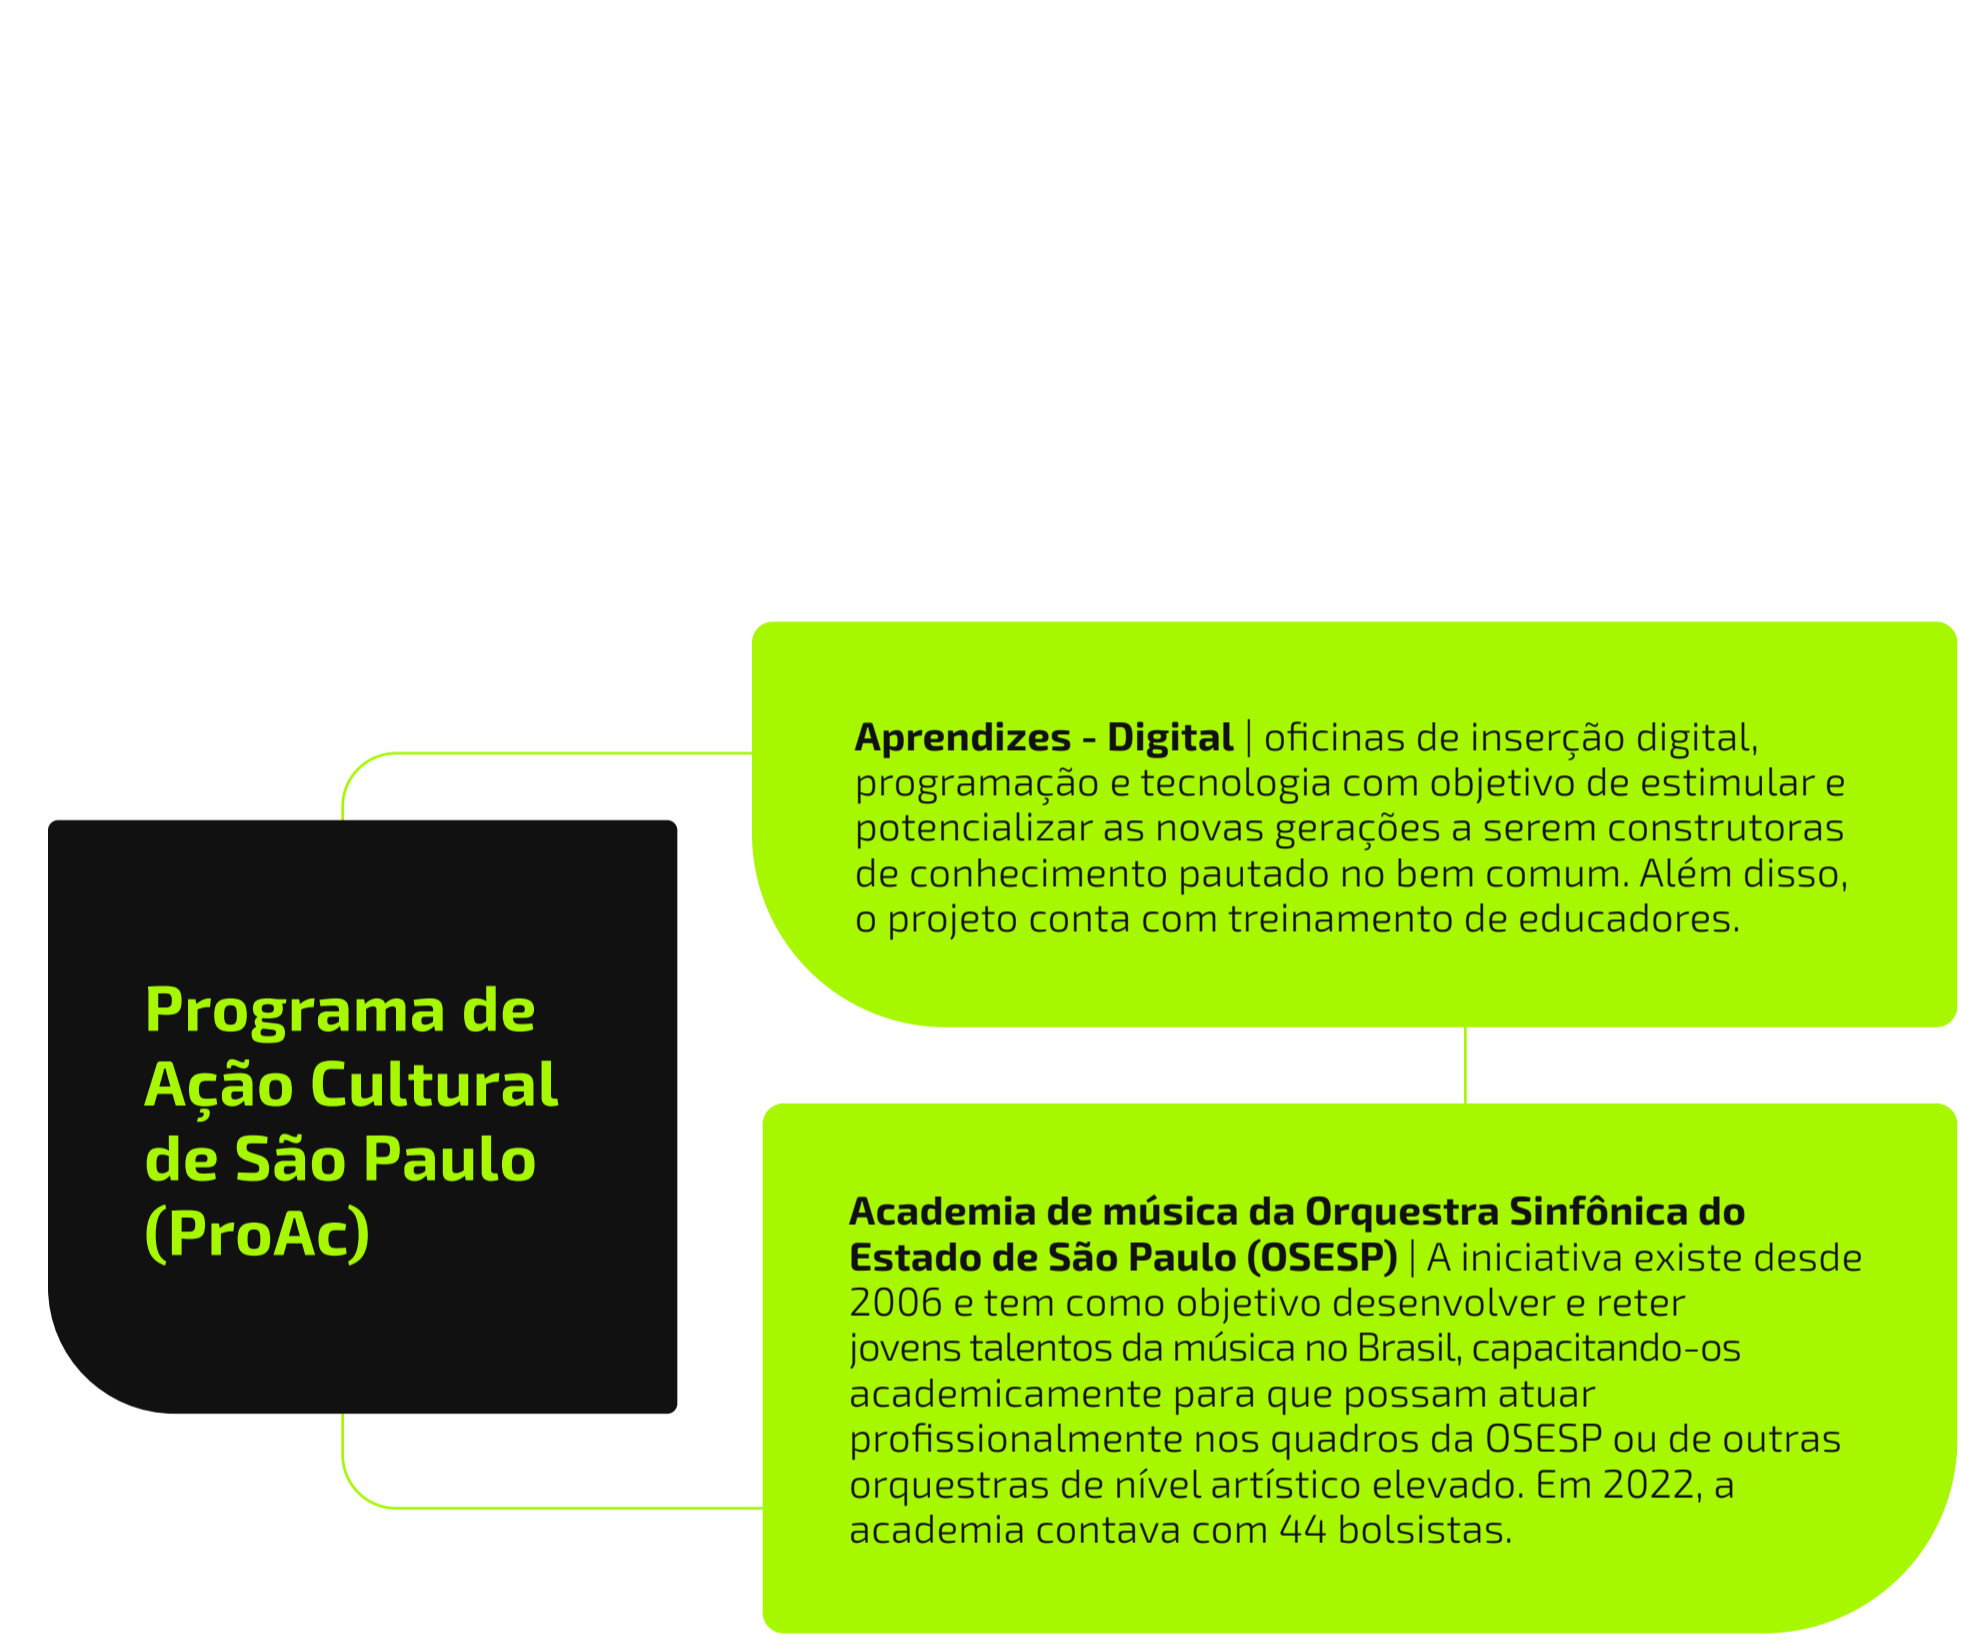 Programa de
Ação Cultural
de São Paulo
(ProAc)
Aprendizes - Digital | oficinas de inserção digital,
programação e tecnologia com objetivo de estimular e
potencializar as novas gerações a serem construtoras
de conhecimento pautado no bem comum. Além disso,
o projeto conta com treinamento de educadores.
Academia de música da Orquestra Sinfônica do
Estado de São Paulo (OSESP) | A iniciativa existe desde
2006 e tem como objetivo desenvolver e reter
jovens talentos da música no Brasil, capacitando-os
academicamente para que possam atuar
profissionalmente nos quadros da OSESP ou de outras
orquestras de nível artístico elevado. Em 2022, a
academia contava com 44 bolsistas.